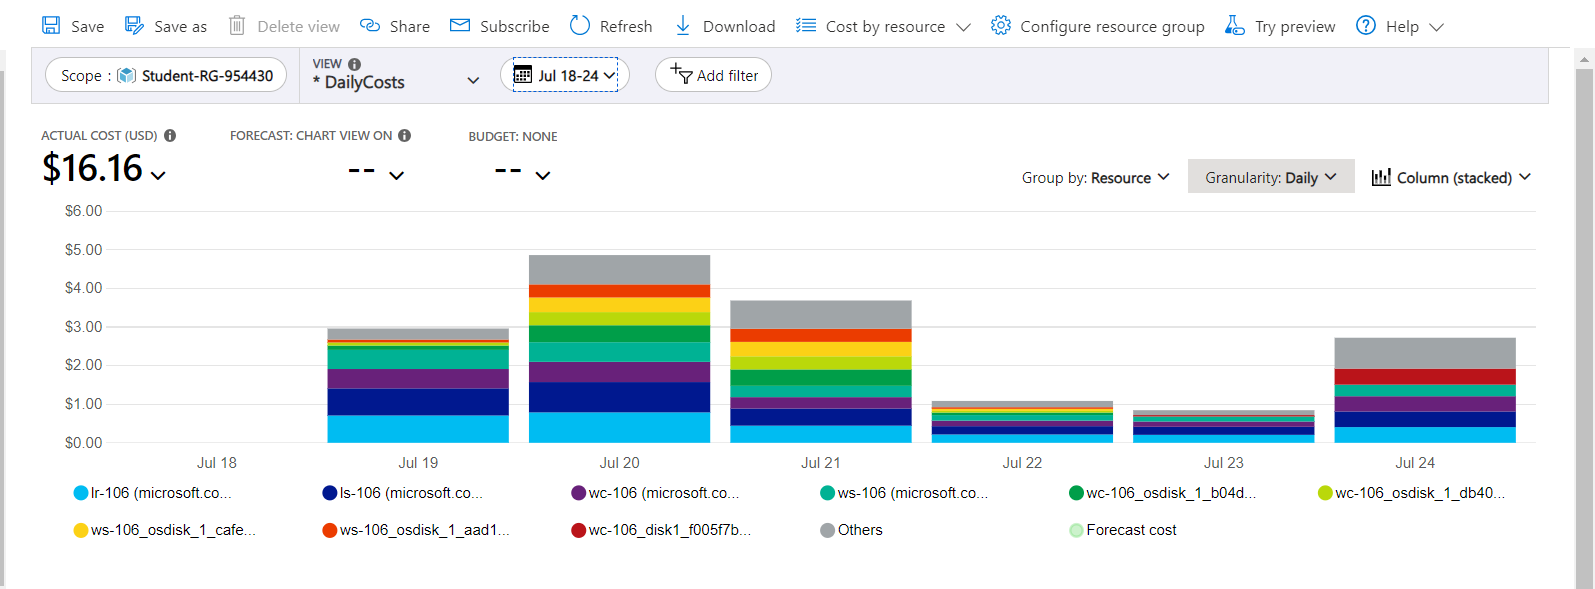 Save Save as Delete view Share Subscribe Refresh Download Cost by resource Configure resource group Try preview Help
Scope : Student-RG-954430
VIEW
* DailyCosts
Jul 18-24
Add filter
ACTUAL COST (USD) FORECAST: CHART VIEW ON BUDGET: NONE
$16.16 -- --
Group by: Resource Granularity: Daily Column (stacked)
$6.00
$5.00
$4.00
$3.00
$2.00
$1.00
$0.00
Jul 18 Jul 19 Jul 20 Jul 21 Jul 22 Jul 23 Jul 24
lr-106 (microsoft.co... ls-106 (microsoft.co... wc-106 (microsoft.co... ws-106 (microsoft.co... wc-106_osdisk_1_b04d... wc-106_osdisk_1_db40...
ws-106_osdisk_1_cafe... ws-106_osdisk_1_aad1... wc-106_disk1_f005f7b... Others Forecast cost